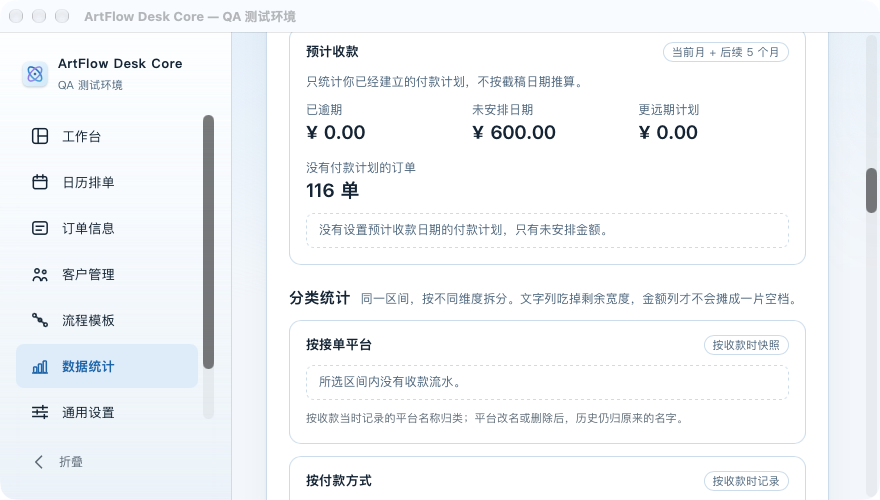 ArtFlow Desk Core — QA 测试环境
ArtFlow Desk Core
QA 测试环境
工作台
日历排单
订单信息
客户管理
流程模板
数据统计
通用设置
折叠
预计收款
当前月 + 后续 5 个月
只统计你已经建立的付款计划，不按截稿日期推算。
已逾期
未安排日期
更远期计划
¥ 0.00
¥ 600.00
¥ 0.00
没有付款计划的订单
116 单
没有设置预计收款日期的付款计划，只有未安排金额。
分类统计 同一区间，按不同维度拆分。文字列吃掉剩余宽度，金额列才不会摊成一片空档。
按接单平台
按收款时快照
所选区间内没有收款流水。
按收款当时记录的平台名称归类；平台改名或删除后，历史仍归原来的名字。
按付款方式
按收款时记录